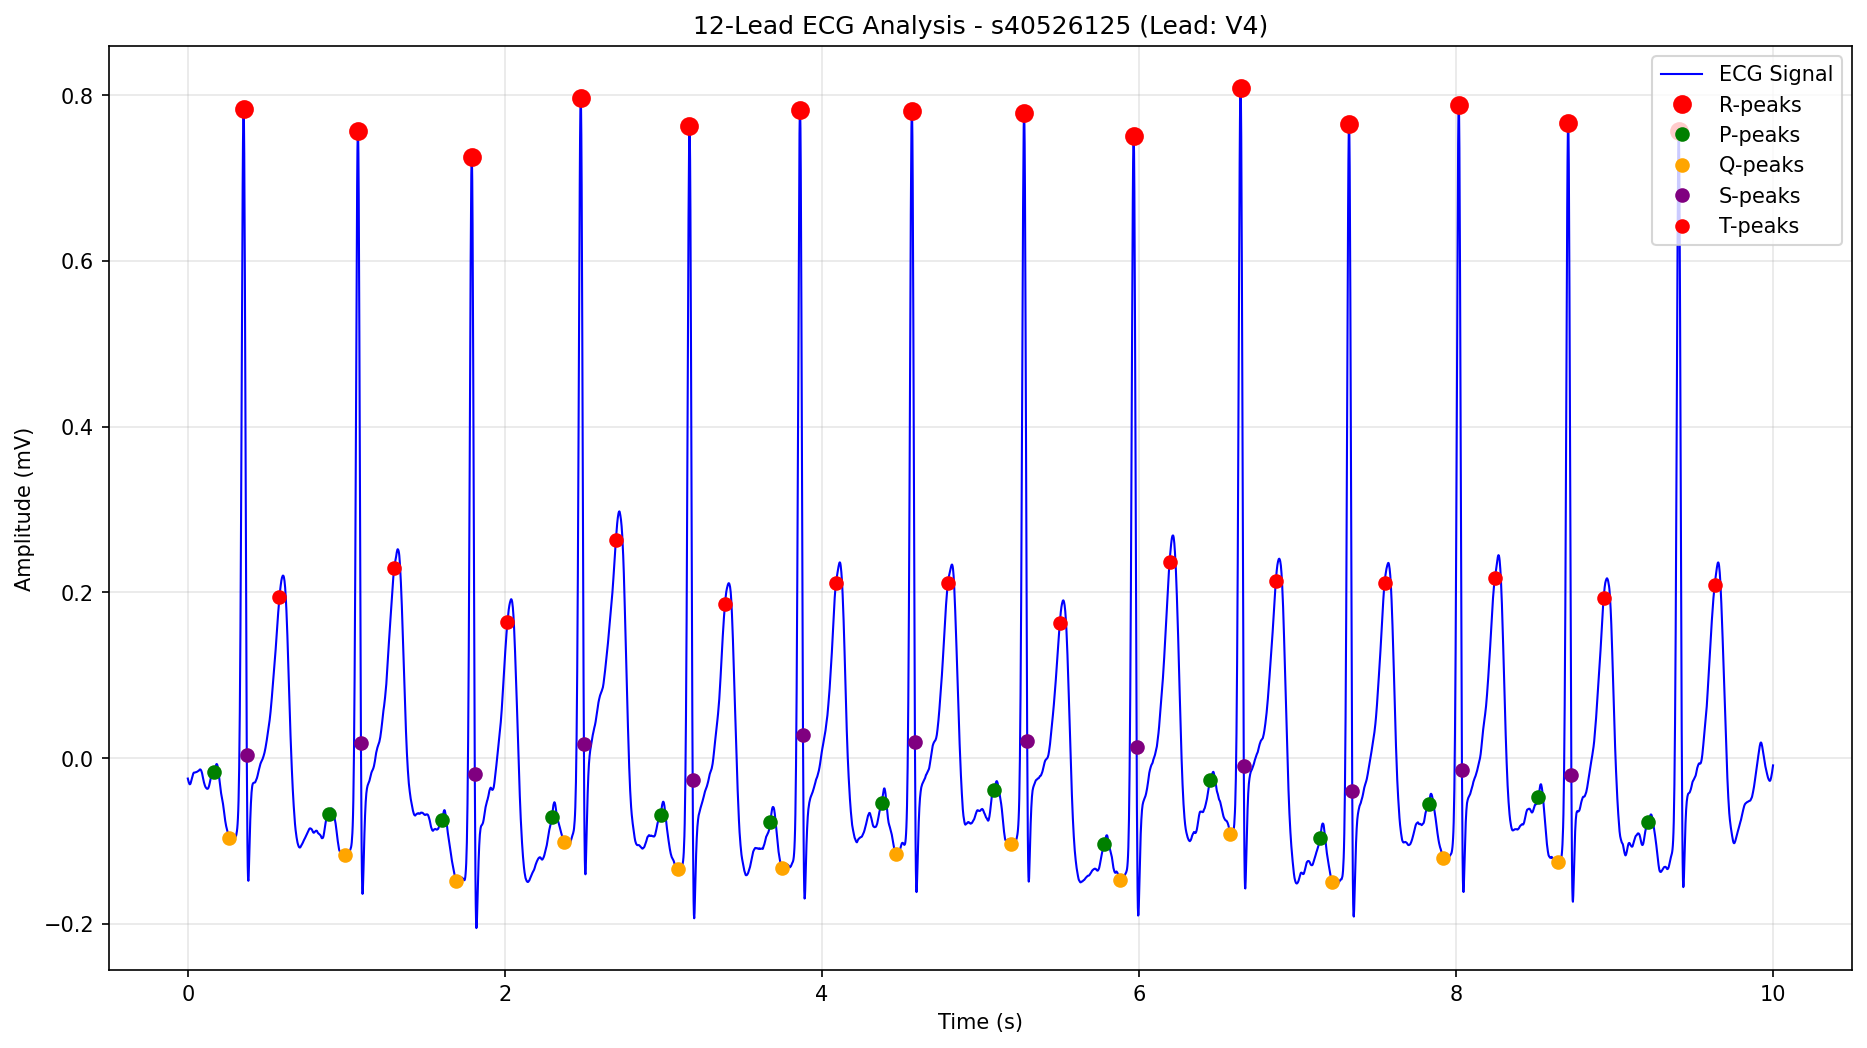 12-Lead ECG Analysis - s40526125 (Lead: V4)
ECG Signal
R-peaks
P-peaks
Q-peaks
S-peaks
T-peaks
Amplitude (mV)
0.8
0.6
0.4
0.2
0.0
−0.2
0 2 4 6 8 10
Time (s)